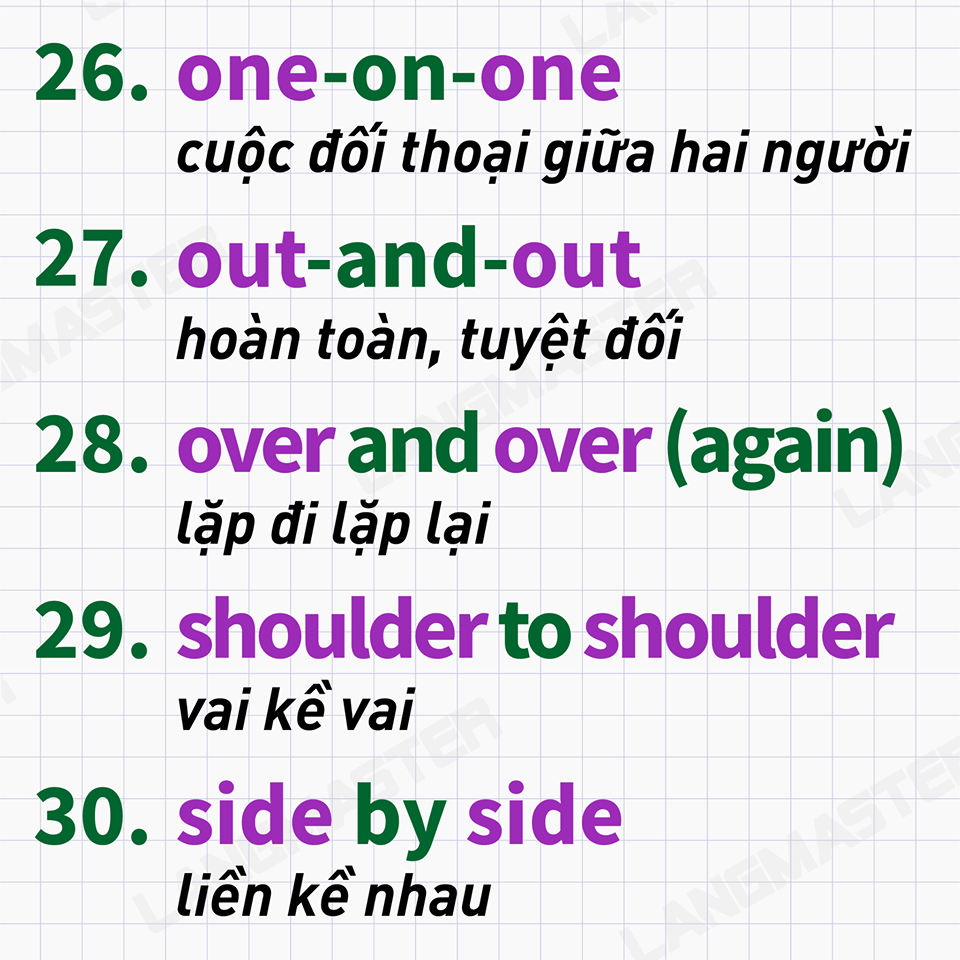 26. one-on-one
cuộc đối thoại giữa hai người
27. out-and-out
hoàn toàn, tuyệt đối
28. over and over (again)
lặp đi lặp lại
29. shoulder to shoulder
vai kề vai
30. side by side
liền kề nhau
LANGMASTER
LANGMASTER
LANGMASTER
LANGMASTER